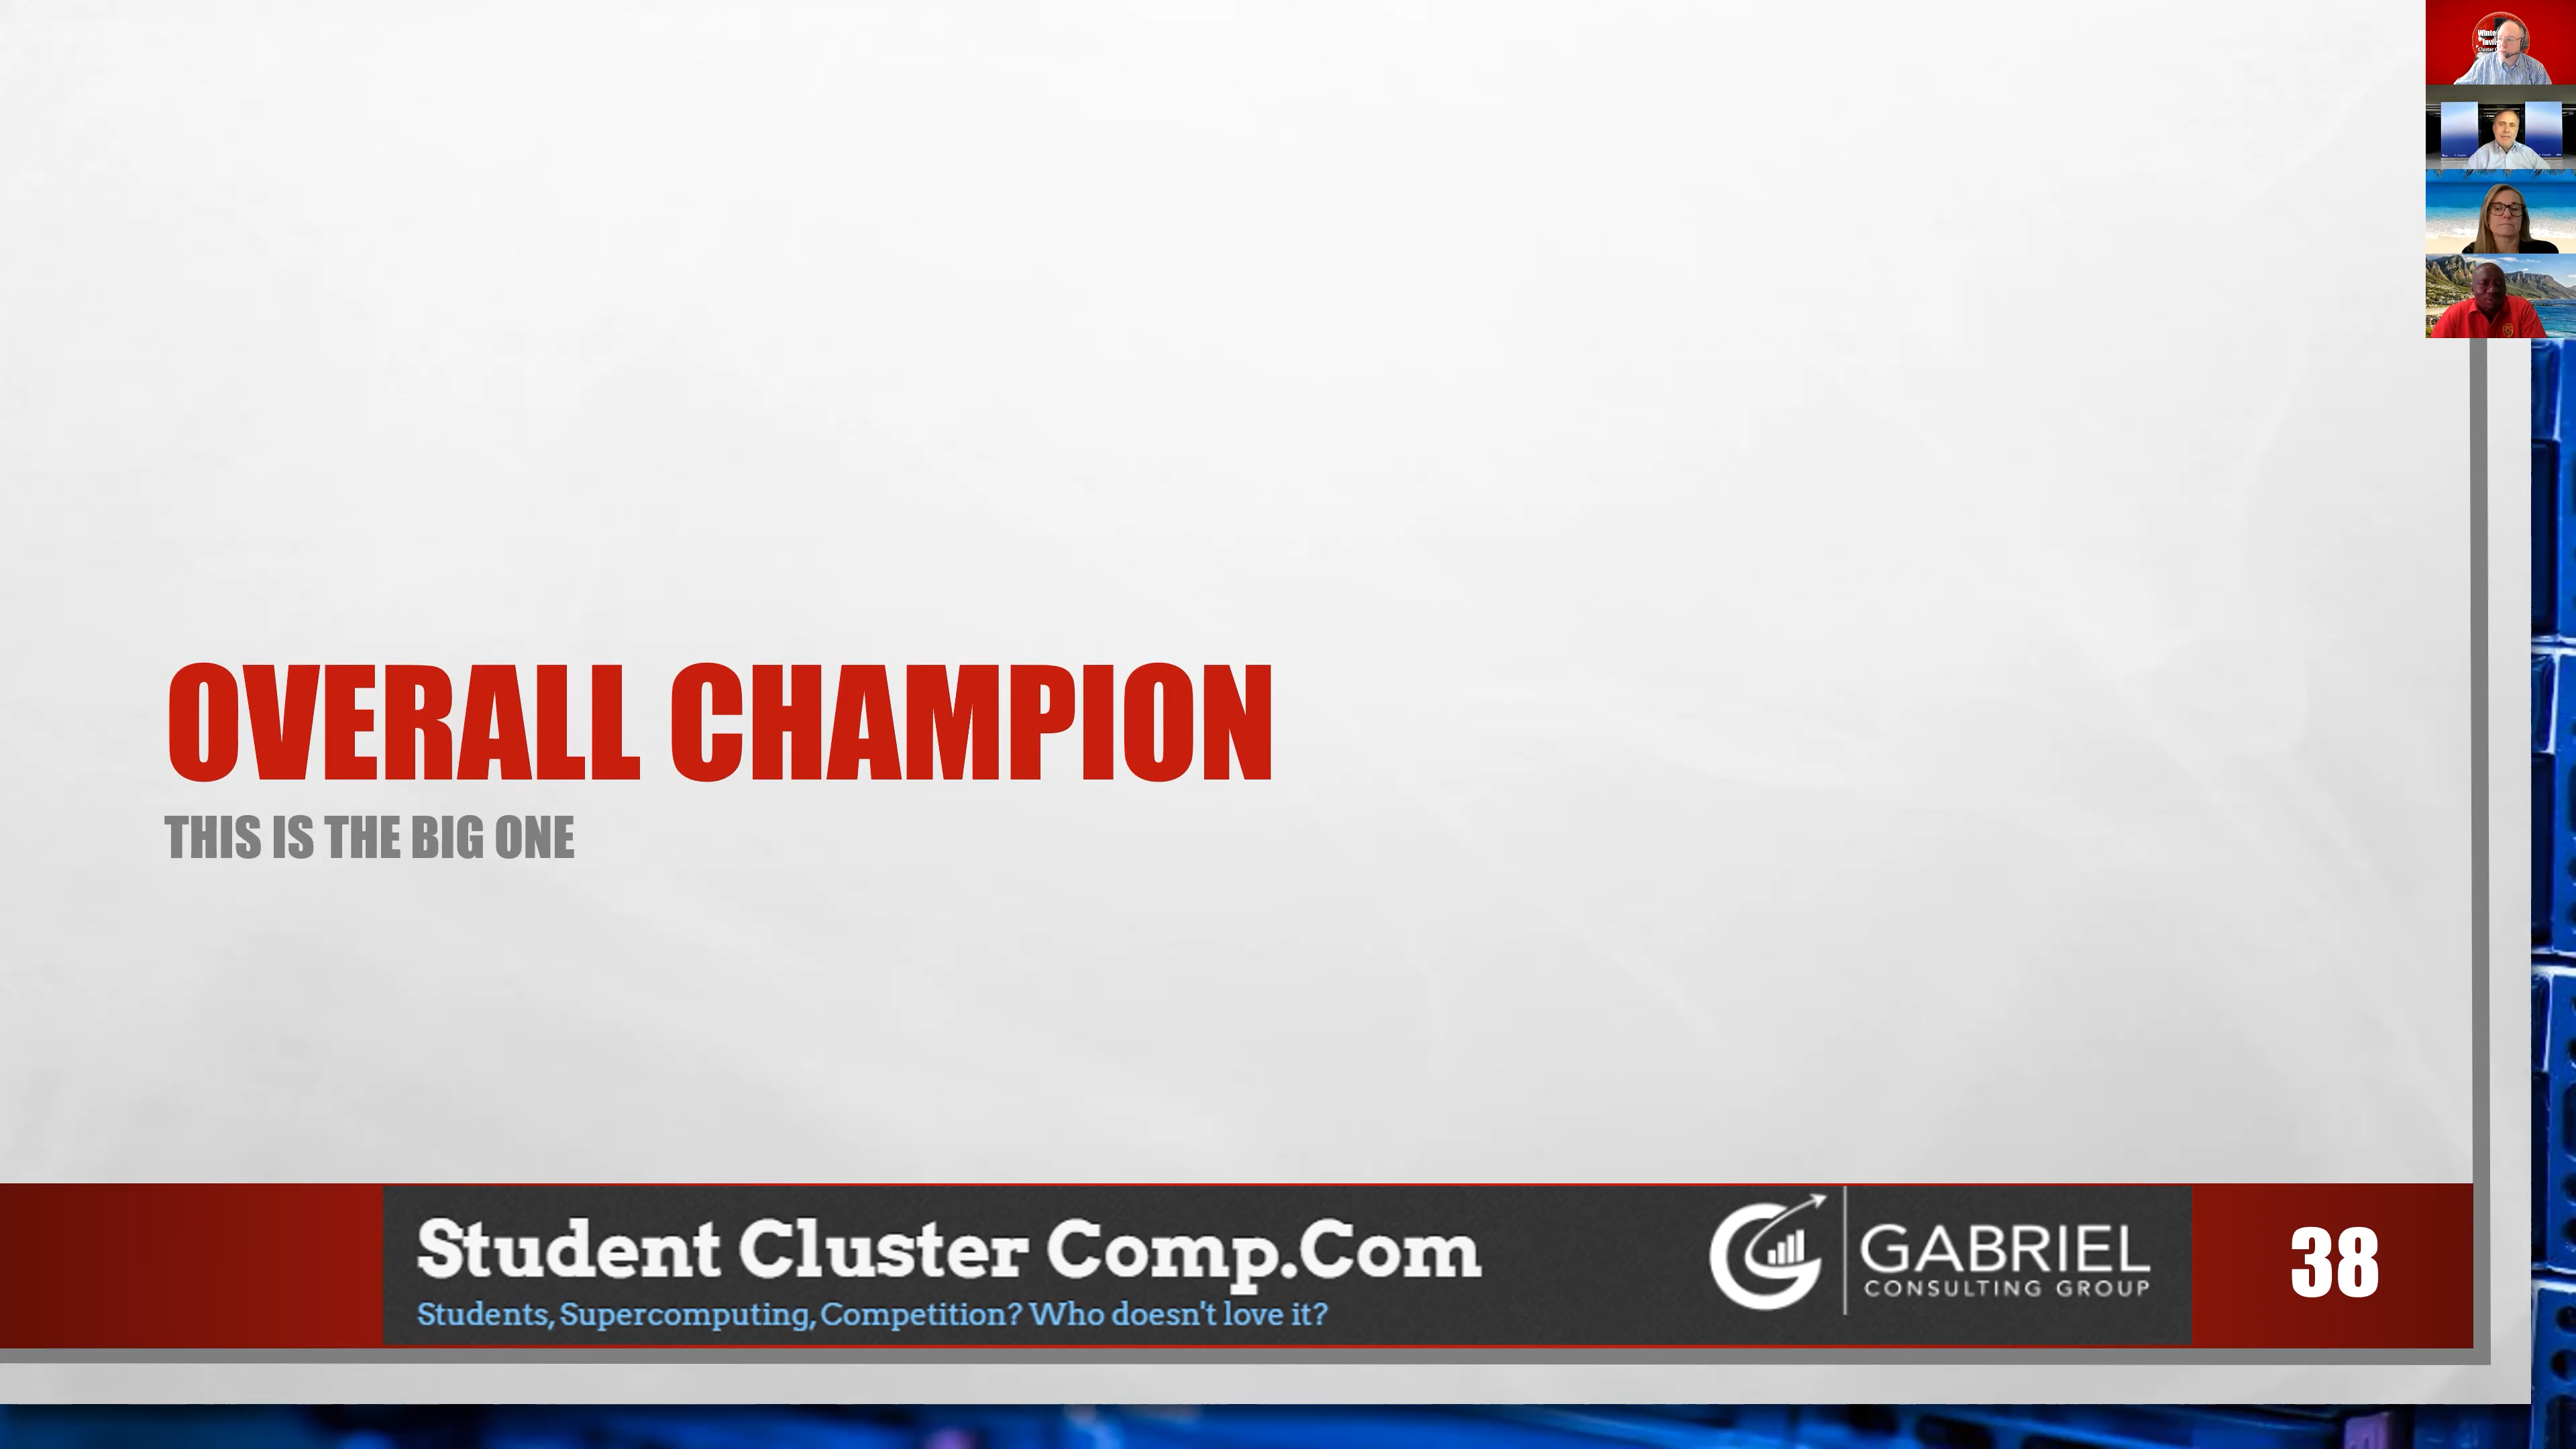 OVERALL CHAMPION
THIS IS THE BIG ONE
Student Cluster Comp.Com
Students, Supercomputing, Competition? Who doesn't love it?
GABRIEL
CONSULTING GROUP
38